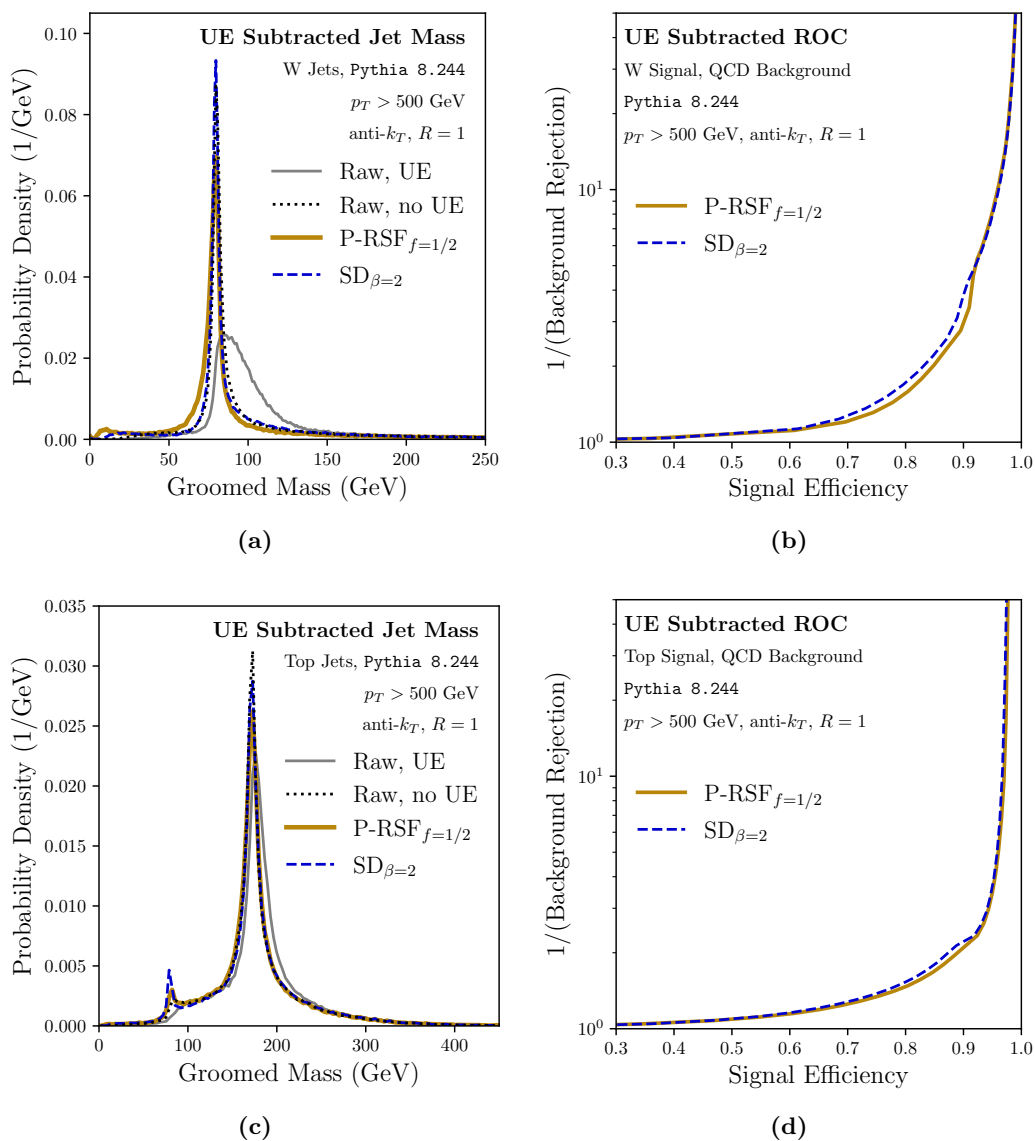 UE Subtracted Jet Mass
W Jets, Pythia 8.244
p_T > 500 GeV
anti-k_T, R = 1
Raw, UE
Raw, no UE
P-RSF_{f=1/2}
SD_{β=2}
Probability Density (1/GeV)
0.10
0.08
0.06
0.04
0.02
0.00
0 50 100 150 200 250
Groomed Mass (GeV)
(a)
UE Subtracted ROC
W Signal, QCD Background
Pythia 8.244
p_T > 500 GeV, anti-k_T, R = 1
P-RSF_{f=1/2}
SD_{β=2}
1/(Background Rejection)
10^1
10^0
0.3 0.4 0.5 0.6 0.7 0.8 0.9 1.0
Signal Efficiency
(b)
UE Subtracted Jet Mass
Top Jets, Pythia 8.244
p_T > 500 GeV
anti-k_T, R = 1
Raw, UE
Raw, no UE
P-RSF_{f=1/2}
SD_{β=2}
Probability Density (1/GeV)
0.035
0.030
0.025
0.020
0.015
0.010
0.005
0.000
0 100 200 300 400
Groomed Mass (GeV)
(c)
UE Subtracted ROC
Top Signal, QCD Background
Pythia 8.244
p_T > 500 GeV, anti-k_T, R = 1
P-RSF_{f=1/2}
SD_{β=2}
1/(Background Rejection)
10^1
10^0
0.3 0.4 0.5 0.6 0.7 0.8 0.9 1.0
Signal Efficiency
(d)